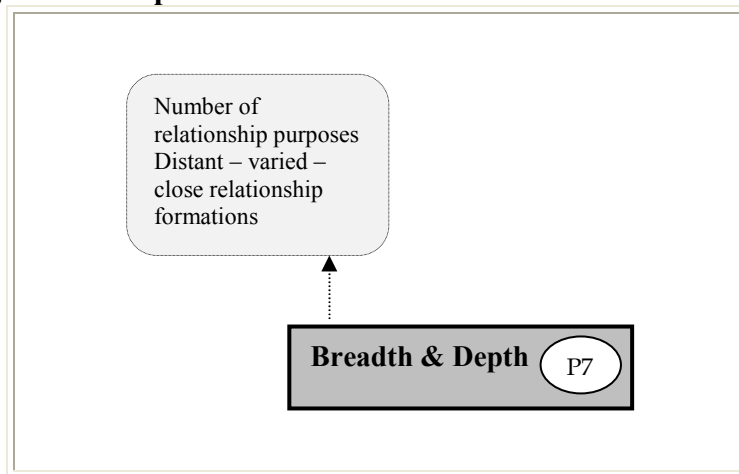 Number of
relationship purposes
Distant – varied –
close relationship
formations
Breadth & Depth
P7